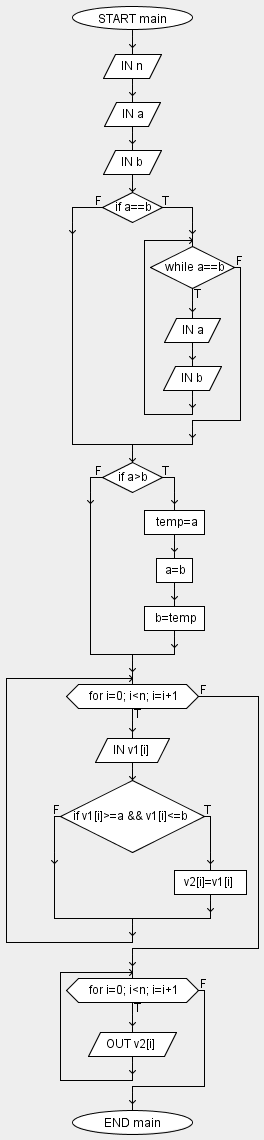 START main
IN n
IN a
IN b
F
if a==b
T
while a==b
F
T
IN a
IN b
F
if a>b
T
temp=a
a=b
b=temp
for i=0; i<n; i=i+1
F
T
IN v1[i]
F
if v1[i]>=a && v1[i]<=b
T
v2[i]=v1[i]
for i=0; i<n; i=i+1
F
T
OUT v2[i]
END main